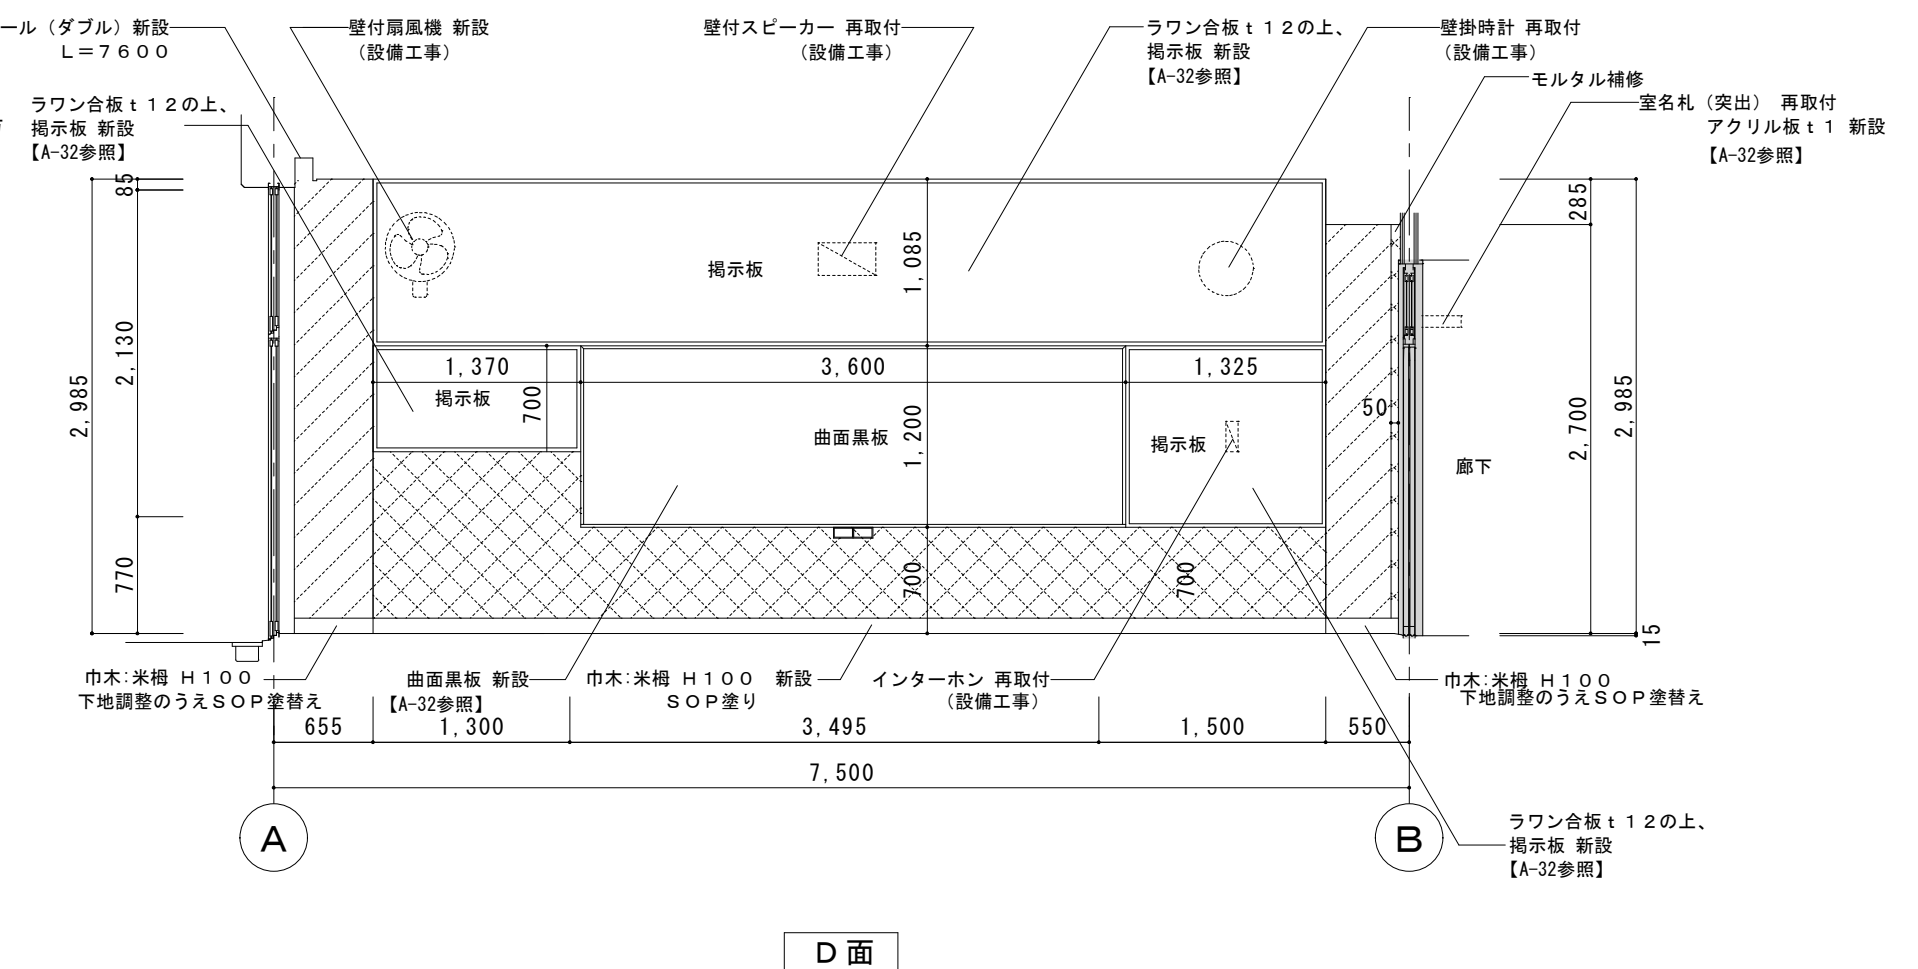 ール（ダブル）新設
Ｌ＝７６００
壁付扇風機 新設
（設備工事）
壁付スピーカー 再取付
（設備工事）
ラワン合板ｔ１２の上、
掲示板 新設
【A-32参照】
壁掛時計 再取付
（設備工事）
モルタル補修
室名札（突出） 再取付
アクリル板ｔ１ 新設
【A-32参照】
ラワン合板ｔ１２の上、
掲示板 新設
【A-32参照】
85
2,130
2,985
770
掲示板
1,085
285
2,700
2,985
15
1,370
3,600
1,325
掲示板
700
曲面黒板
1,200
掲示板
50
廊下
700
700
巾木:米栂 Ｈ１００
下地調整のうえＳＯＰ塗替え
曲面黒板 新設
【A-32参照】
巾木:米栂 Ｈ１００ 新設
ＳＯＰ塗り
インターホン 再取付
（設備工事）
巾木:米栂 Ｈ１００
下地調整のうえＳＯＰ塗替え
655
1,300
3,495
1,500
550
7,500
A
B
ラワン合板ｔ１２の上、
掲示板 新設
【A-32参照】
Ｄ面